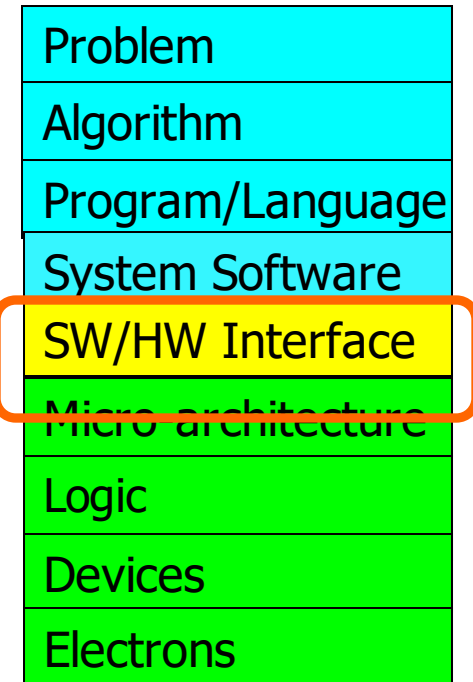 Problem
Algorithm
Program/Language
System Software
SW/HW Interface
Micro-architecture
Logic
Devices
Electrons